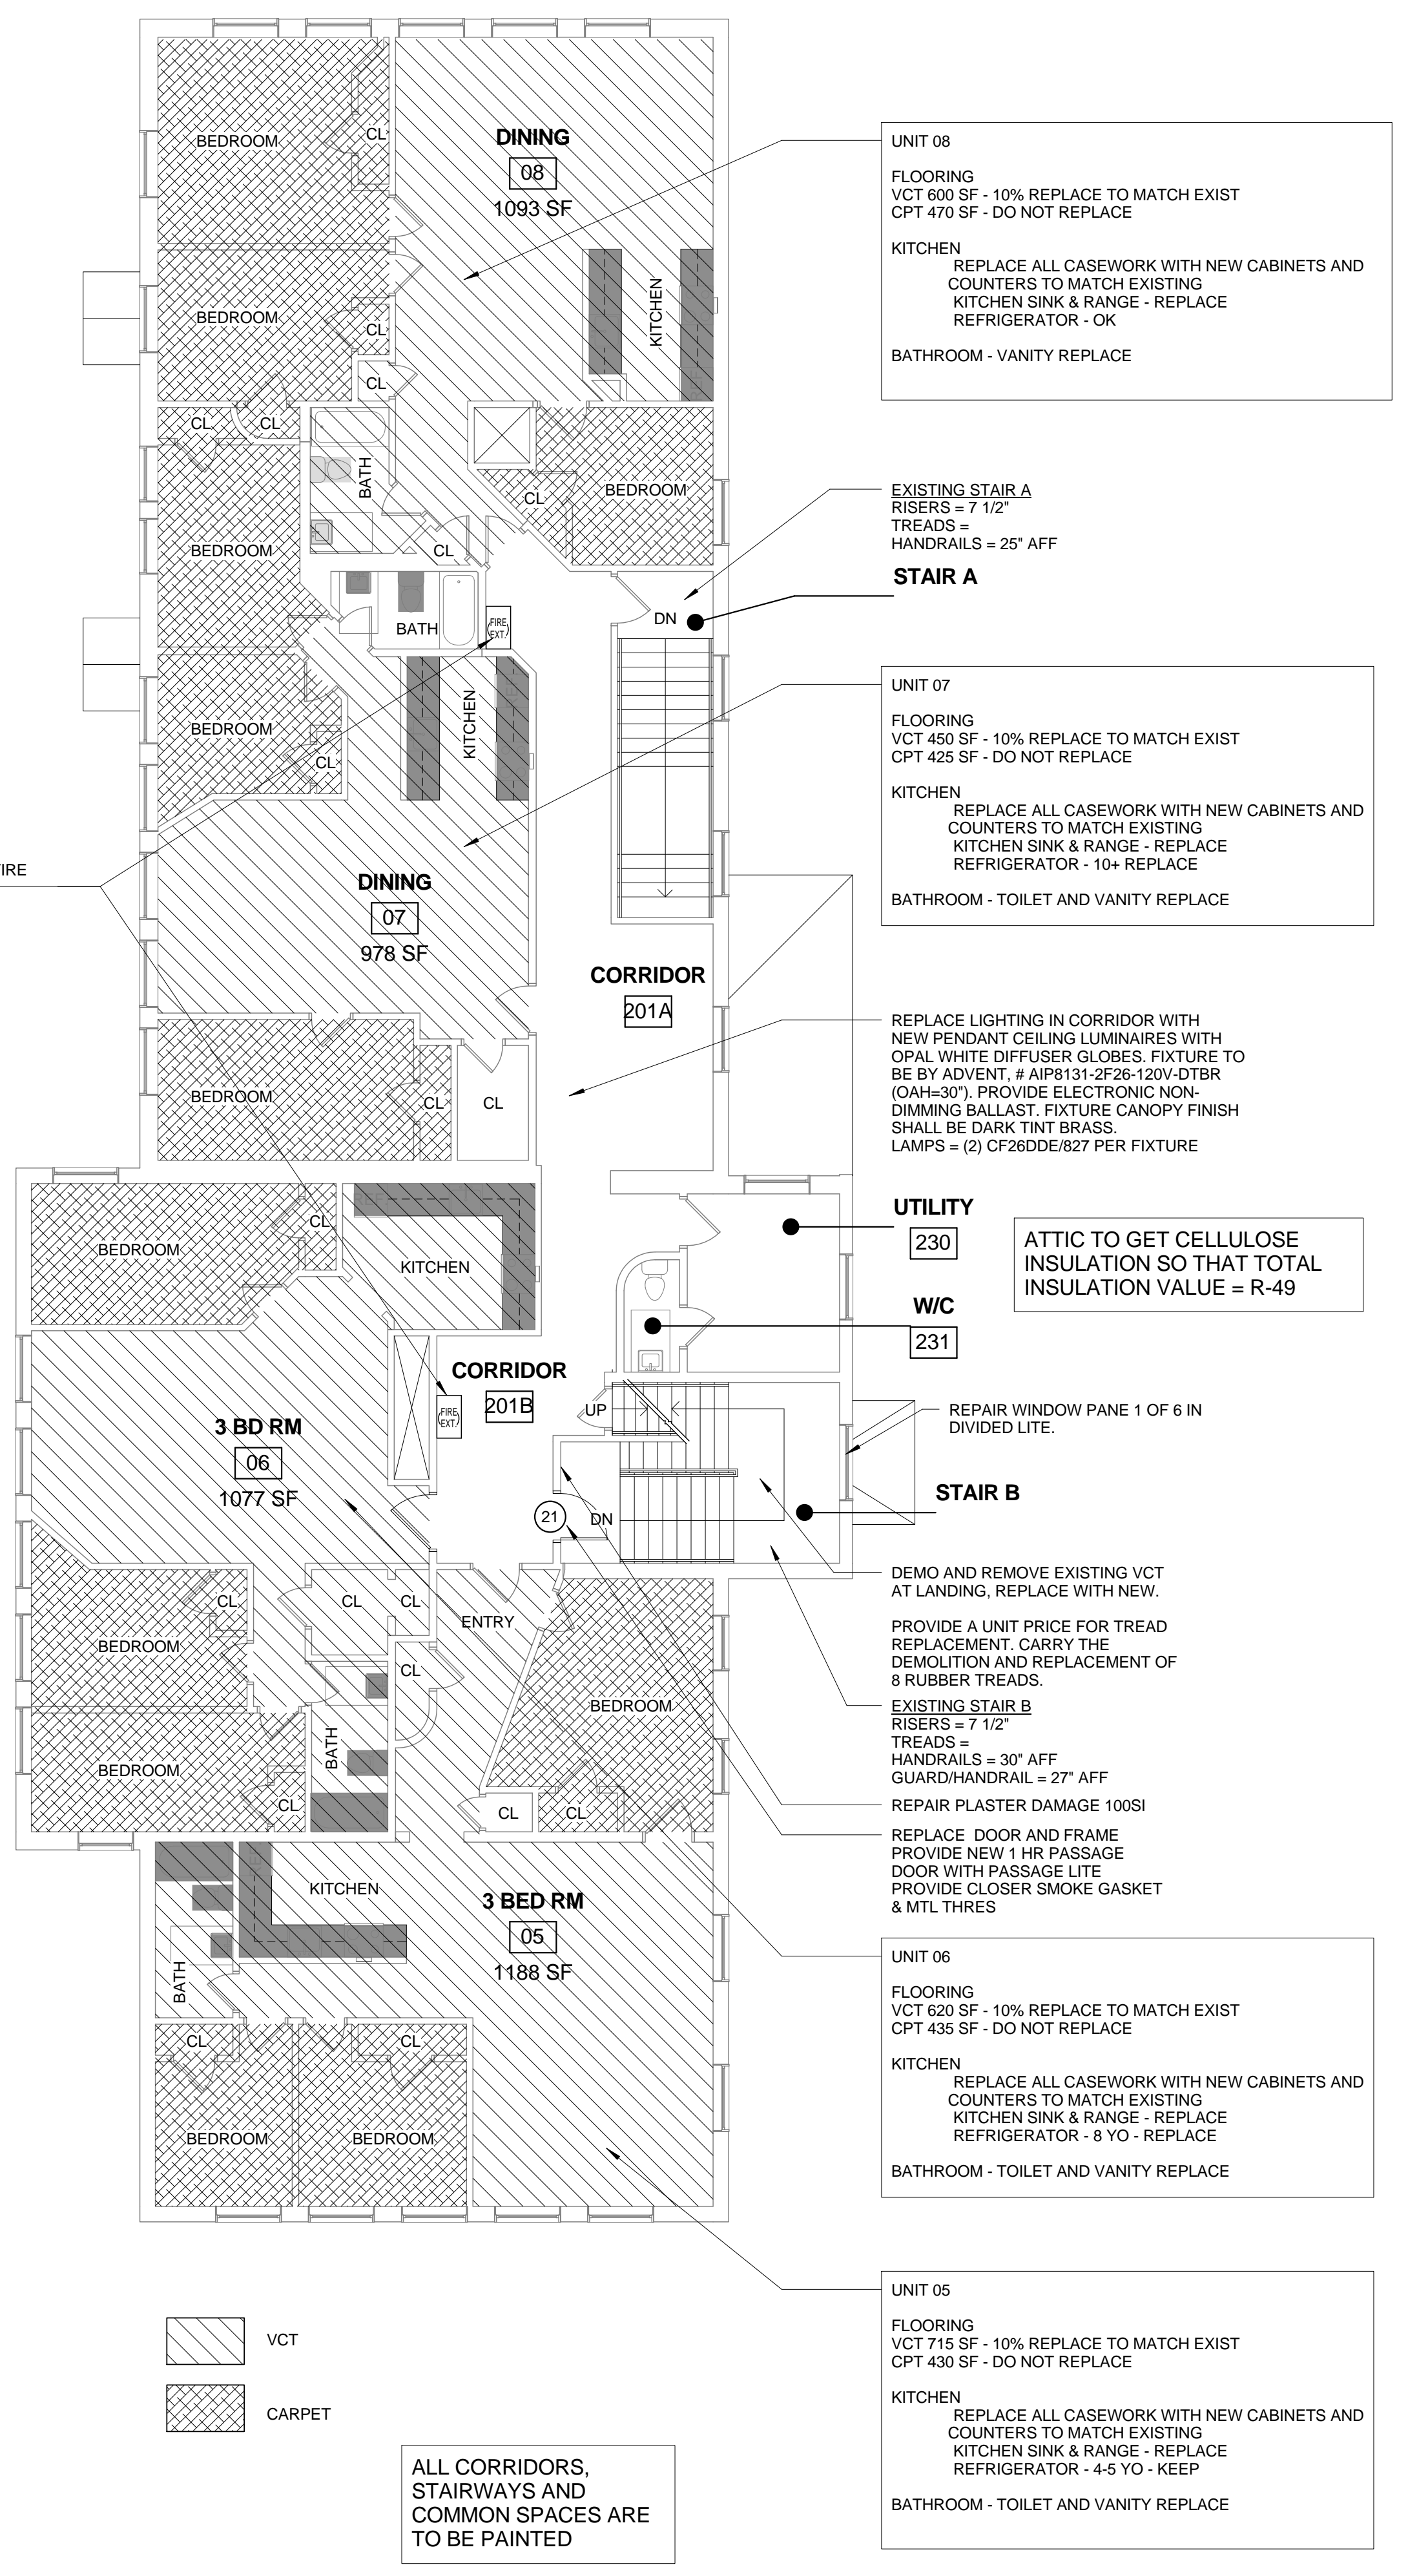 BEDROOM
CL
DINING
08
1093 SF
BEDROOM
CL
KITCHEN
CL
CL
CL
BATH
BEDROOM
CL
BEDROOM
CL
BATH
FIRE
EXT.
DN
KITCHEN
BEDROOM
CL
DINING
07
978 SF
CORRIDOR
201A
BEDROOM
CL
CL
IRE
BEDROOM
CL
KITCHEN
CORRIDOR
201B
FIRE
EXT.
UP
3 BD RM
06
1077 SF
21
DN
BEDROOM
CL
CL
CL
ENTRY
CL
BEDROOM
BEDROOM
CL
BATH
CL
CL
KITCHEN
BATH
3 BED RM
05
1188 SF
CL
CL
BEDROOM
BEDROOM
UNIT 08
FLOORING
VCT 600 SF - 10% REPLACE TO MATCH EXIST
CPT 470 SF - DO NOT REPLACE
KITCHEN
REPLACE ALL CASEWORK WITH NEW CABINETS AND
COUNTERS TO MATCH EXISTING
KITCHEN SINK & RANGE - REPLACE
REFRIGERATOR - OK
BATHROOM - VANITY REPLACE
EXISTING STAIR A
RISERS = 7 1/2"
TREADS =
HANDRAILS = 25" AFF
STAIR A
UNIT 07
FLOORING
VCT 450 SF - 10% REPLACE TO MATCH EXIST
CPT 425 SF - DO NOT REPLACE
KITCHEN
REPLACE ALL CASEWORK WITH NEW CABINETS AND
COUNTERS TO MATCH EXISTING
KITCHEN SINK & RANGE - REPLACE
REFRIGERATOR - 10+ REPLACE
BATHROOM - TOILET AND VANITY REPLACE
REPLACE LIGHTING IN CORRIDOR WITH
NEW PENDANT CEILING LUMINAIRES WITH
OPAL WHITE DIFFUSER GLOBES. FIXTURE TO
BE BY ADVENT, # AIP8131-2F26-120V-DTBR
(OAH=30"). PROVIDE ELECTRONIC NON-
DIMMING BALLAST. FIXTURE CANOPY FINISH
SHALL BE DARK TINT BRASS.
LAMPS = (2) CF26DDE/827 PER FIXTURE
UTILITY
230
ATTIC TO GET CELLULOSE
INSULATION SO THAT TOTAL
INSULATION VALUE = R-49
W/C
231
REPAIR WINDOW PANE 1 OF 6 IN
DIVIDED LITE.
STAIR B
DEMO AND REMOVE EXISTING VCT
AT LANDING, REPLACE WITH NEW.
PROVIDE A UNIT PRICE FOR TREAD
REPLACEMENT. CARRY THE
DEMOLITION AND REPLACEMENT OF
8 RUBBER TREADS.
EXISTING STAIR B
RISERS = 7 1/2"
TREADS =
HANDRAILS = 30" AFF
GUARD/HANDRAIL = 27" AFF
REPAIR PLASTER DAMAGE 100SI
REPLACE DOOR AND FRAME
PROVIDE NEW 1 HR PASSAGE
DOOR WITH PASSAGE LITE
PROVIDE CLOSER SMOKE GASKET
& MTL THRES
UNIT 06
FLOORING
VCT 620 SF - 10% REPLACE TO MATCH EXIST
CPT 435 SF - DO NOT REPLACE
KITCHEN
REPLACE ALL CASEWORK WITH NEW CABINETS AND
COUNTERS TO MATCH EXISTING
KITCHEN SINK & RANGE - REPLACE
REFRIGERATOR - 8 YO - REPLACE
BATHROOM - TOILET AND VANITY REPLACE
UNIT 05
FLOORING
VCT 715 SF - 10% REPLACE TO MATCH EXIST
CPT 430 SF - DO NOT REPLACE
KITCHEN
REPLACE ALL CASEWORK WITH NEW CABINETS AND
COUNTERS TO MATCH EXISTING
KITCHEN SINK & RANGE - REPLACE
REFRIGERATOR - 4-5 YO - KEEP
BATHROOM - TOILET AND VANITY REPLACE
VCT
CARPET
ALL CORRIDORS,
STAIRWAYS AND
COMMON SPACES ARE
TO BE PAINTED